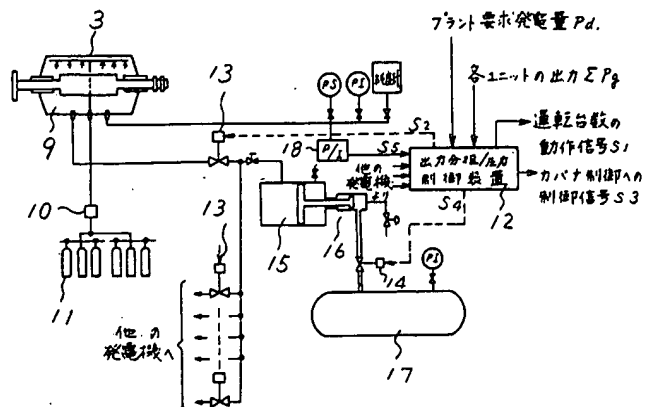 3
プラント要求発電量 Pd.
各ユニットの出力 Σ Pg
13
PS
PI
S2
運転台数の
動作信号 S1
9
18
P/I
S5
出力分担/圧力
制御装置
カバナ制御への
制御信号 S3
他の
発電機
より
S4
12
10
13
15
16
14
PI
11
他の
発電機へ
17